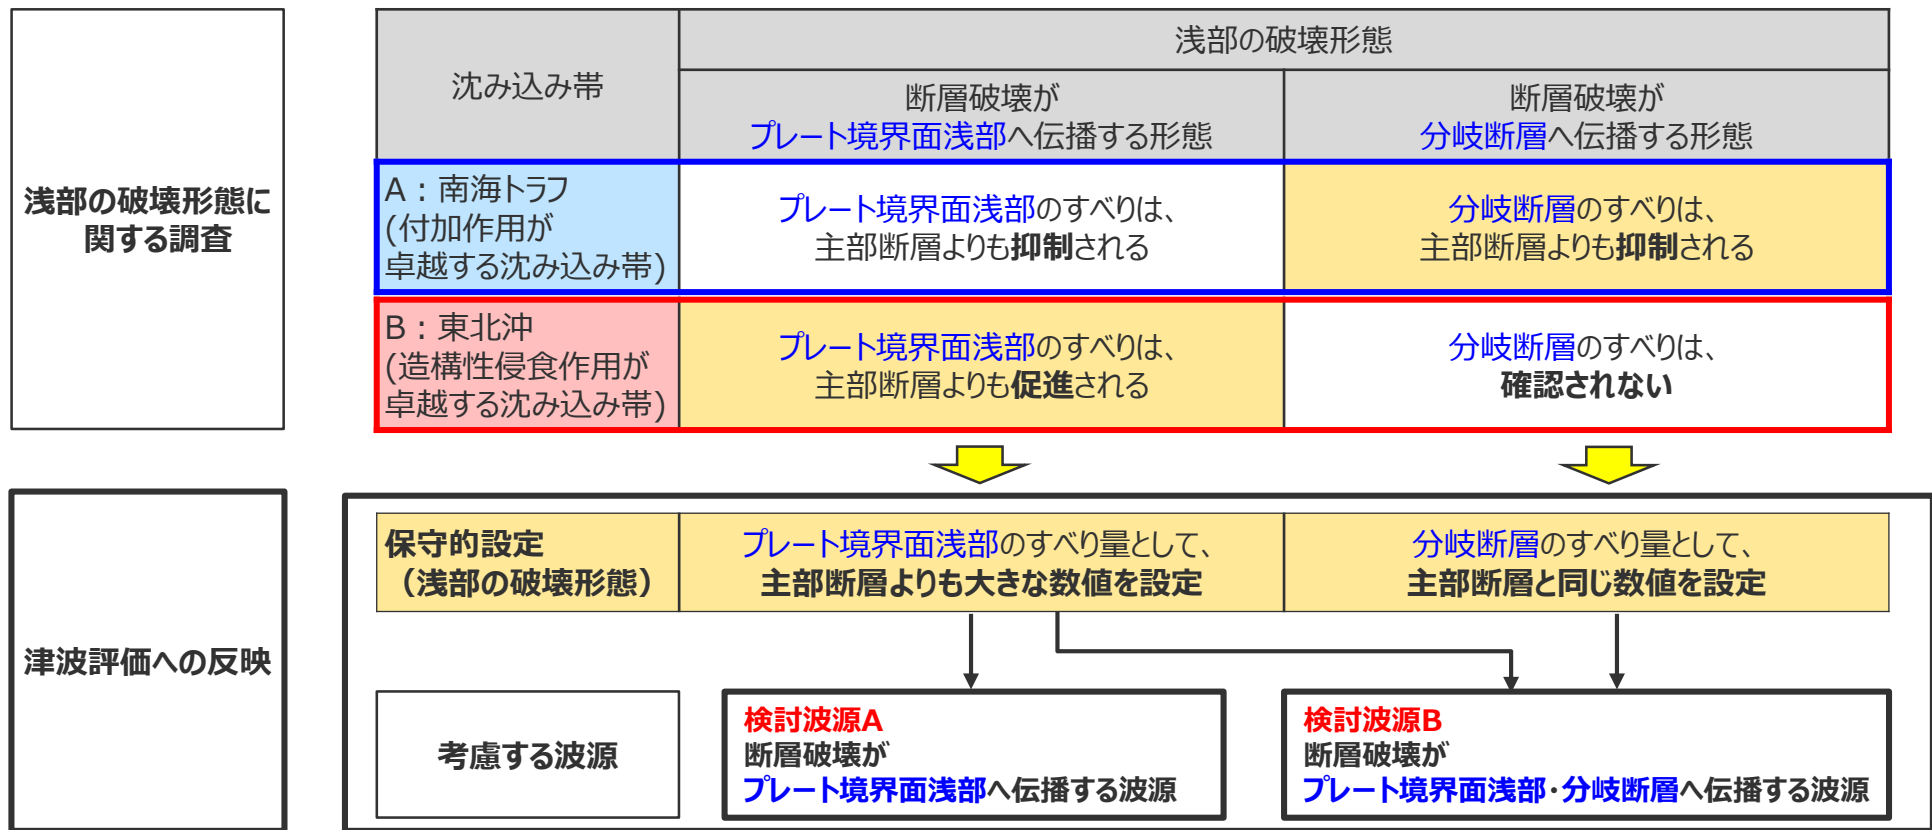 浅部の破壊形態に
関する調査
沈み込み帯
浅部の破壊形態
断層破壊が
プレート境界面浅部へ伝播する形態
断層破壊が
分岐断層へ伝播する形態
A：南海トラフ
(付加作用が
卓越する沈み込み帯)
プレート境界面浅部のすべりは、
主部断層よりも抑制される
分岐断層のすべりは、
主部断層よりも抑制される
B：東北沖
(造構性侵食作用が
卓越する沈み込み帯)
プレート境界面浅部のすべりは、
主部断層よりも促進される
分岐断層のすべりは、
確認されない
津波評価への反映
保守的設定
（浅部の破壊形態）
プレート境界面浅部のすべり量として、
主部断層よりも大きな数値を設定
分岐断層のすべり量として、
主部断層と同じ数値を設定
考慮する波源
検討波源A
断層破壊が
プレート境界面浅部へ伝播する波源
検討波源B
断層破壊が
プレート境界面浅部・分岐断層へ伝播する波源